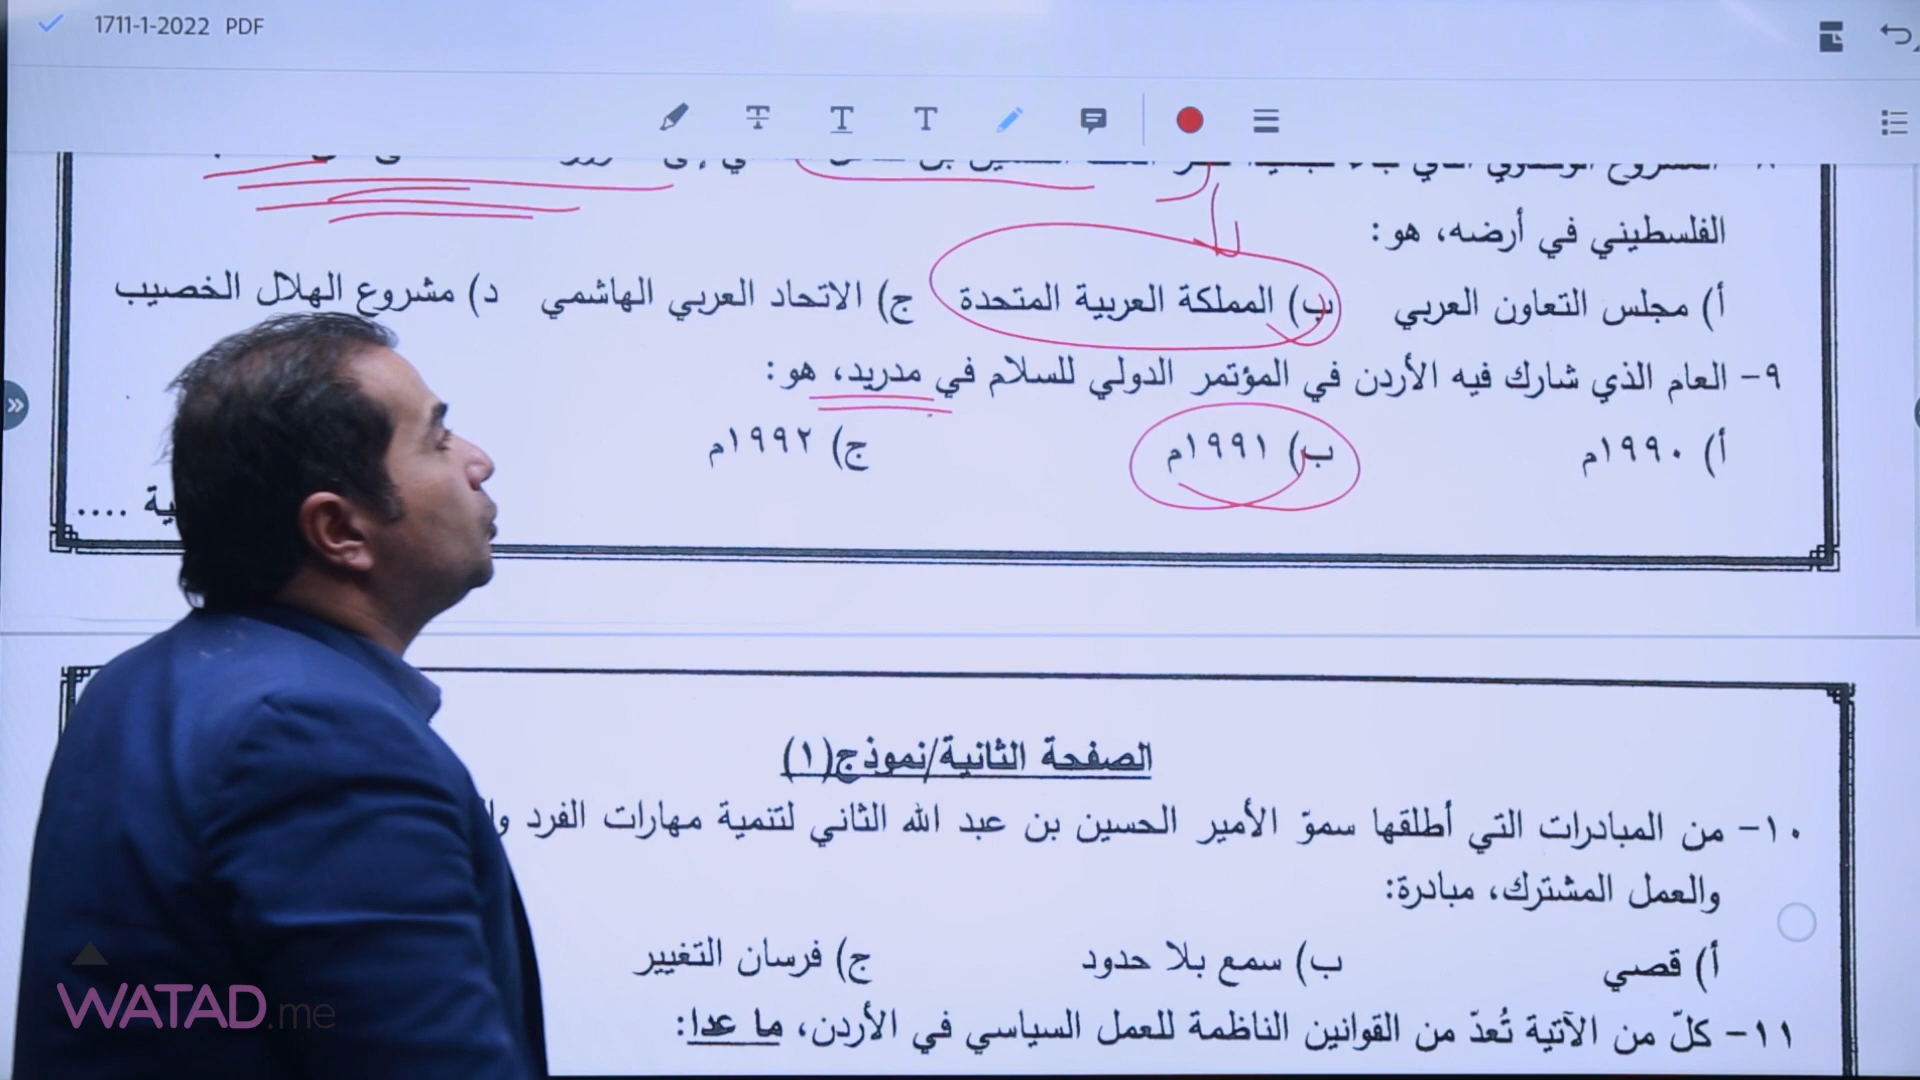 1711-1-2022 PDF
الفلسطيني في أرضه، هو:
أ) مجلس التعاون العربي ب) المملكة العربية المتحدة ج) الاتحاد العربي الهاشمي د) مشروع الهلال الخصيب
٩- العام الذي شارك فيه الأردن في المؤتمر الدولي للسلام في مدريد، هو:
أ) ١٩٩٠م ب) ١٩٩١م ج) ١٩٩٢م
....
الصفحة الثانية/نموذج(١)
١٠- من المبادرات التي أطلقها سموّ الأمير الحسين بن عبد الله الثاني لتنمية مهارات الفرد
والعمل المشترك، مبادرة:
أ) قصي ب) سمع بلا حدود ج) فرسان التغيير
١١- كلّ من الآتية تُعدّ من القوانين الناظمة للعمل السياسي في الأردن، ما عدا:
WATAD.me